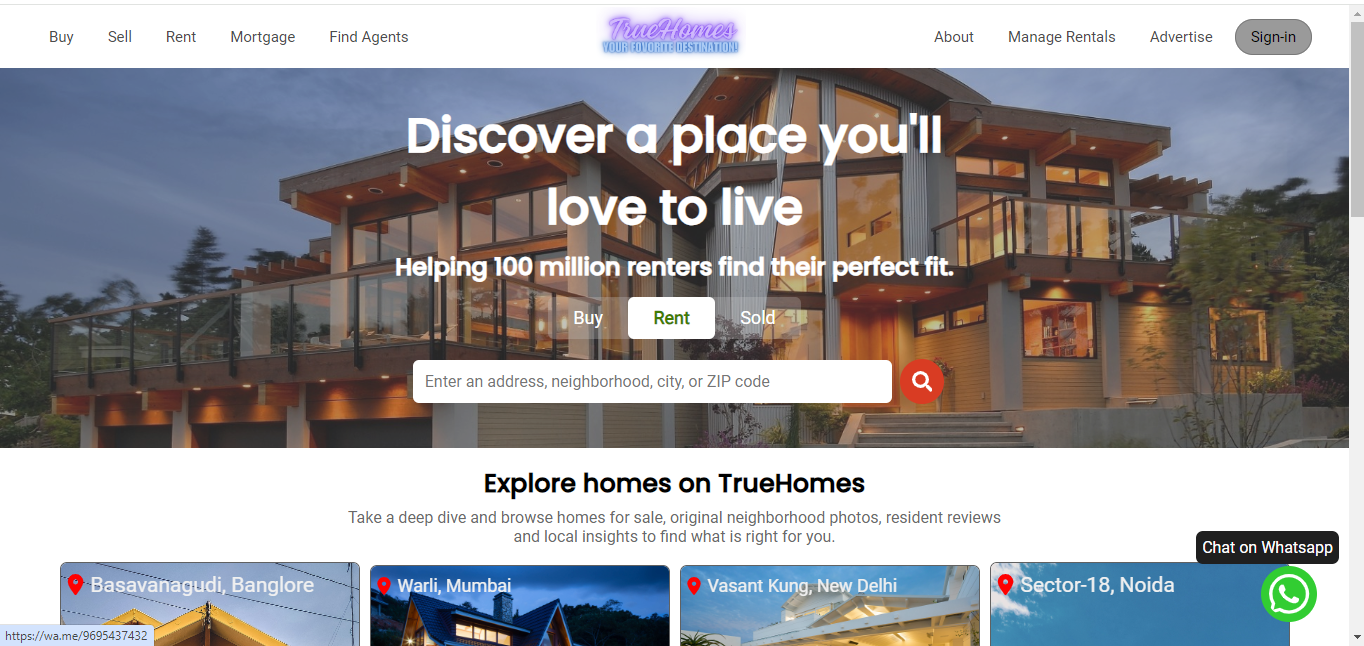 Buy Sell Rent Mortgage Find Agents
TrueHomes
YOUR FOVORITE DESTINATION!
About Manage Rentals Advertise Sign-in
Discover a place you'll
love to live
Helping 100 million renters find their perfect fit.
Buy Rent Sold
Enter an address, neighborhood, city, or ZIP code
Explore homes on TrueHomes
Take a deep dive and browse homes for sale, original neighborhood photos, resident reviews
and local insights to find what is right for you.
Chat on Whatsapp
Basavanagudi, Banglore
Warli, Mumbai
Vasant Kung, New Delhi
Sector-18, Noida
https://wa.me/9695437432